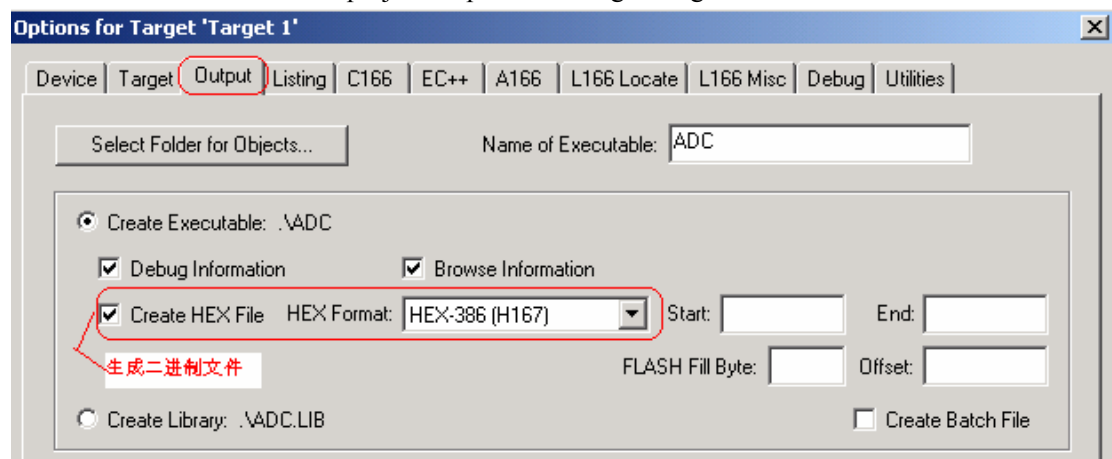 Options for Target 'Target 1'
Device Target Output Listing C166 EC++ A166 L166 Locate L166 Misc Debug Utilities
Select Folder for Objects... Name of Executable: ADC
Create Executable: .\ADC
Debug Information Browse Information
Create HEX File HEX Format: HEX-386 (H167) Start: End:
生成二进制文件 FLASH Fill Byte: Offset:
Create Library: .\ADC.LIB Create Batch File